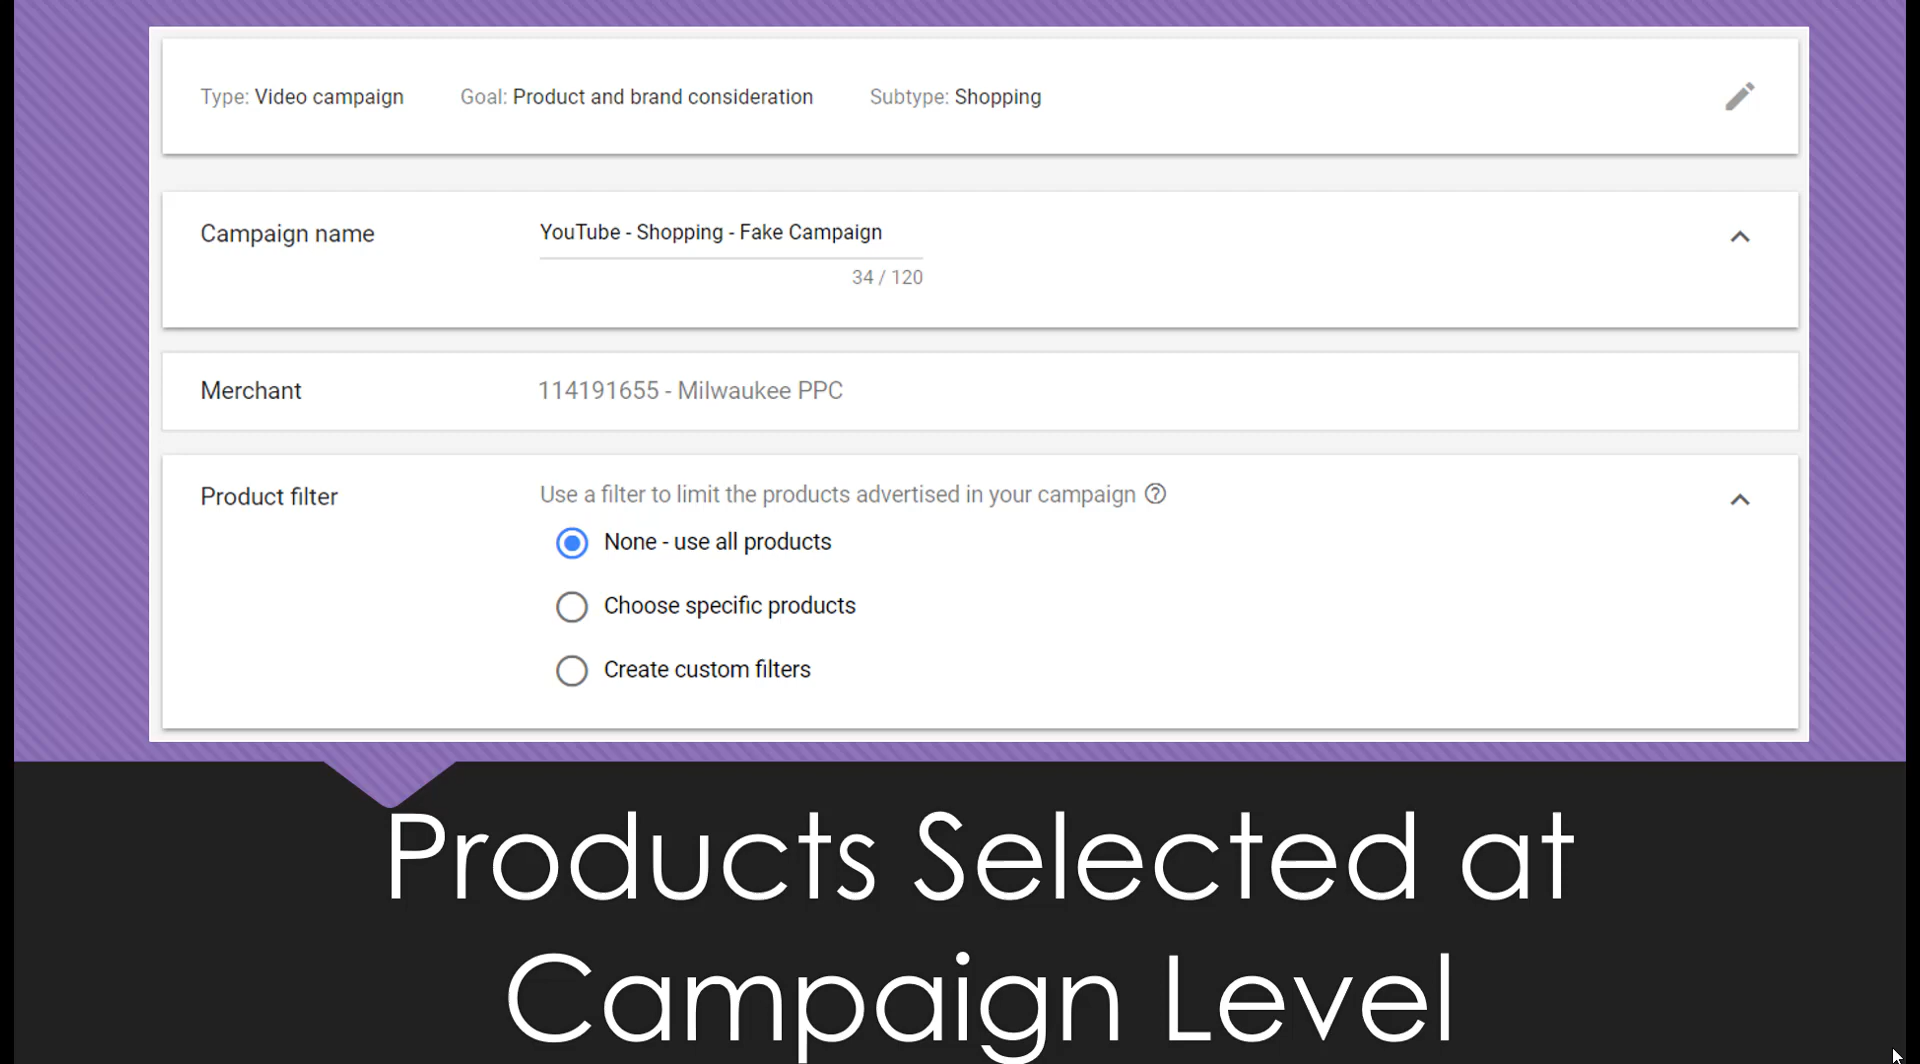 Type: Video campaign Goal: Product and brand consideration Subtype: Shopping
Campaign name YouTube - Shopping - Fake Campaign
34 / 120
Merchant 114191655 - Milwaukee PPC
Product filter Use a filter to limit the products advertised in your campaign ?
None - use all products
Choose specific products
Create custom filters
Products Selected at
Campaign Level